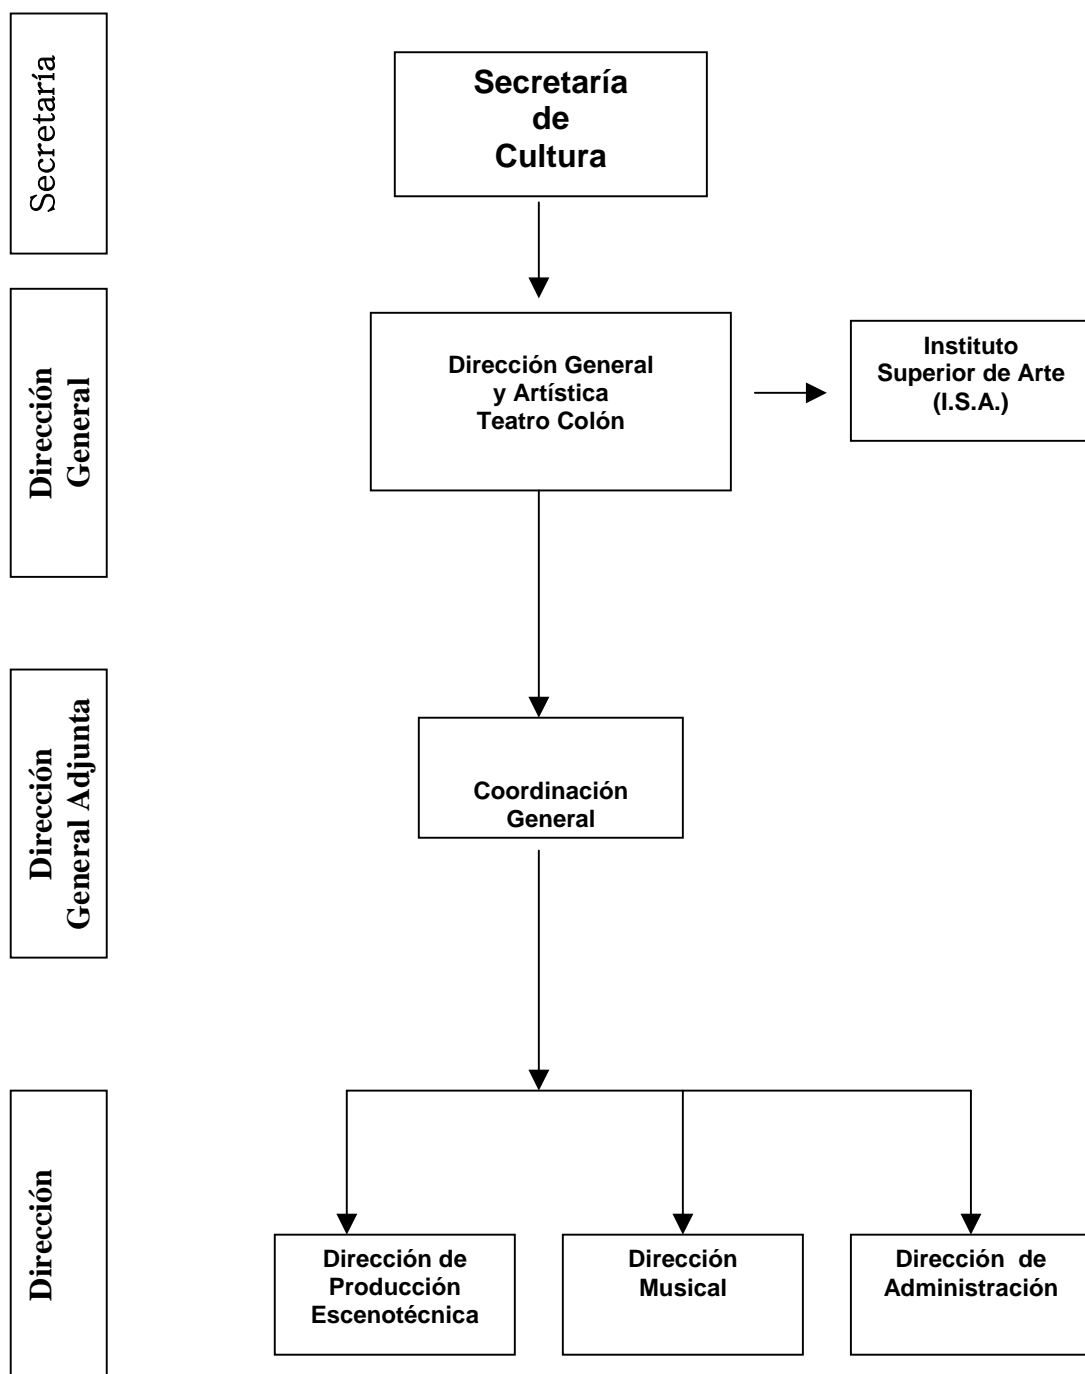 Secretaría
Secretaría
de
Cultura
Dirección
General
Dirección General
y Artística
Teatro Colón
Instituto
Superior de Arte
(I.S.A.)
Dirección
General Adjunta
Coordinación
General
Dirección
Dirección de
Producción
Escenotécnica
Dirección
Musical
Dirección de
Administración